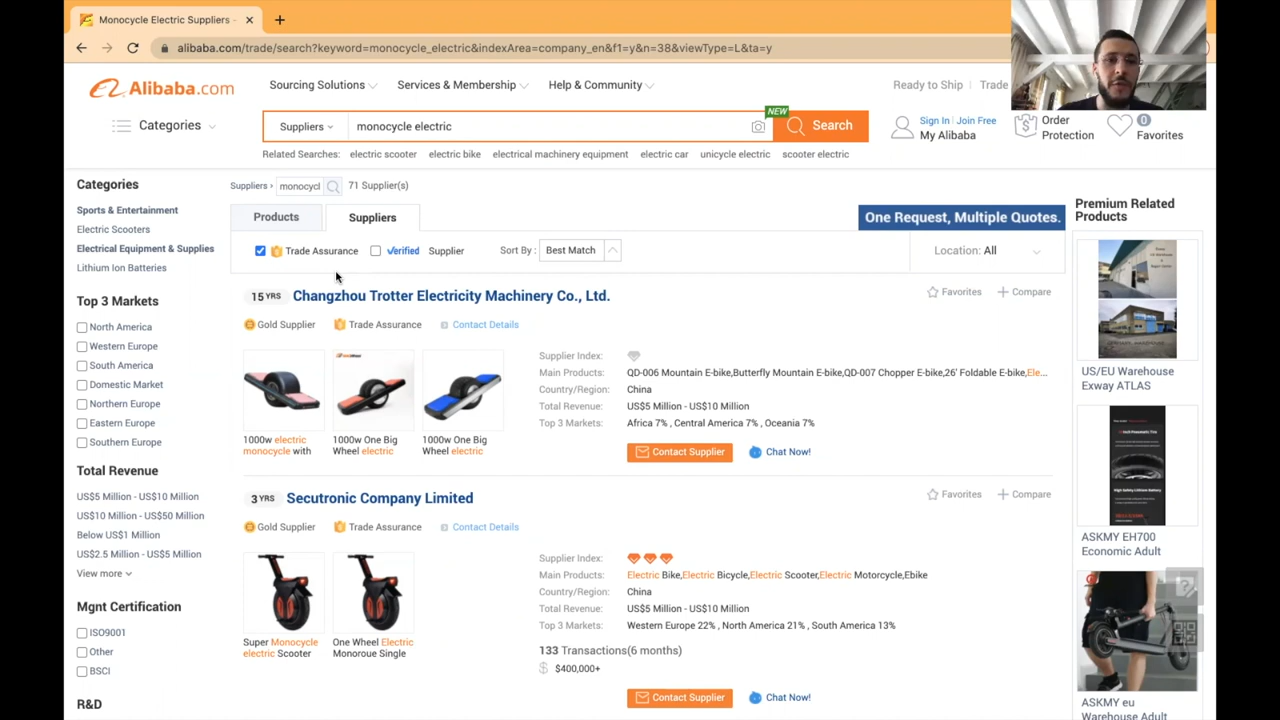 Monocycle Electric Suppliers -
alibaba.com/trade/search?keyword=monocycle_electric&indexArea=company_en&f1=y&n=38&viewType=L&ta=y
Alibaba.com
Sourcing Solutions
Services & Membership
Help & Community
Ready to Ship
Trade
Categories
Suppliers
monocycle electric
NEW
Search
Sign In | Join Free
My Alibaba
Order
Protection
0
Favorites
Related Searches: electric scooter electric bike electrical machinery equipment electric car unicycle electric scooter electric
Categories
Sports & Entertainment
Electric Scooters
Electrical Equipment & Supplies
Lithium Ion Batteries
Top 3 Markets
North America
Western Europe
South America
Domestic Market
Northern Europe
Eastern Europe
Southern Europe
Total Revenue
US$5 Million - US$10 Million
US$10 Million - US$50 Million
Below US$1 Million
US$2.5 Million - US$5 Million
View more
Mgnt Certification
ISO9001
Other
BSCI
R&D
Suppliers > monocycl 71 Supplier(s)
Products
Suppliers
One Request, Multiple Quotes.
Trade Assurance
Verified Supplier
Sort By : Best Match
Location: All
15 YRS Changzhou Trotter Electricity Machinery Co., Ltd.
Favorites
Compare
Gold Supplier
Trade Assurance
Contact Details
1000w electric
monocycle with
1000w One Big
Wheel electric
1000w One Big
Wheel electric
Supplier Index:
Main Products: QD-006 Mountain E-bike,Butterfly Mountain E-bike,QD-007 Chopper E-bike,26' Foldable E-bike,Ele...
Country/Region: China
Total Revenue: US$5 Million - US$10 Million
Top 3 Markets: Africa 7% , Central America 7% , Oceania 7%
Contact Supplier
Chat Now!
3 YRS Secutronic Company Limited
Favorites
Compare
Gold Supplier
Trade Assurance
Contact Details
Super Monocycle
electric Scooter
One Wheel Electric
Monoroue Single
Supplier Index:
Main Products: Electric Bike,Electric Bicycle,Electric Scooter,Electric Motorcycle,Ebike
Country/Region: China
Total Revenue: US$5 Million - US$10 Million
Top 3 Markets: Western Europe 22% , North America 21% , South America 13%
133 Transactions(6 months)
$400,000+
Contact Supplier
Chat Now!
Premium Related
Products
US/EU Warehouse
Exway ATLAS
ASKMY EH700
Economic Adult
ASKMY eu
Warehouse Adult